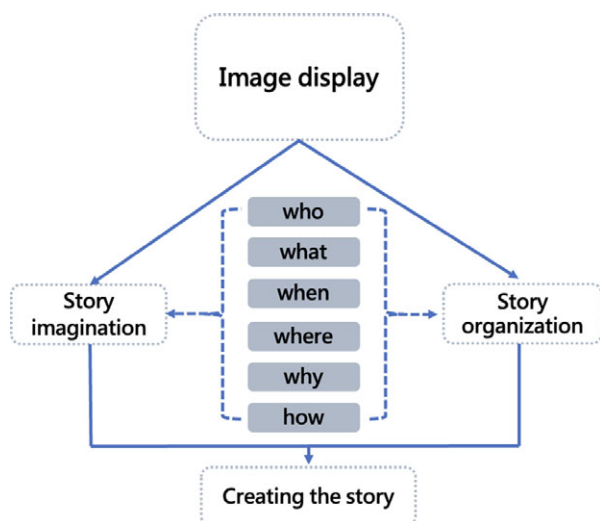 Image display
who
what
when
where
why
how
Story
imagination
Story
organization
Creating the story